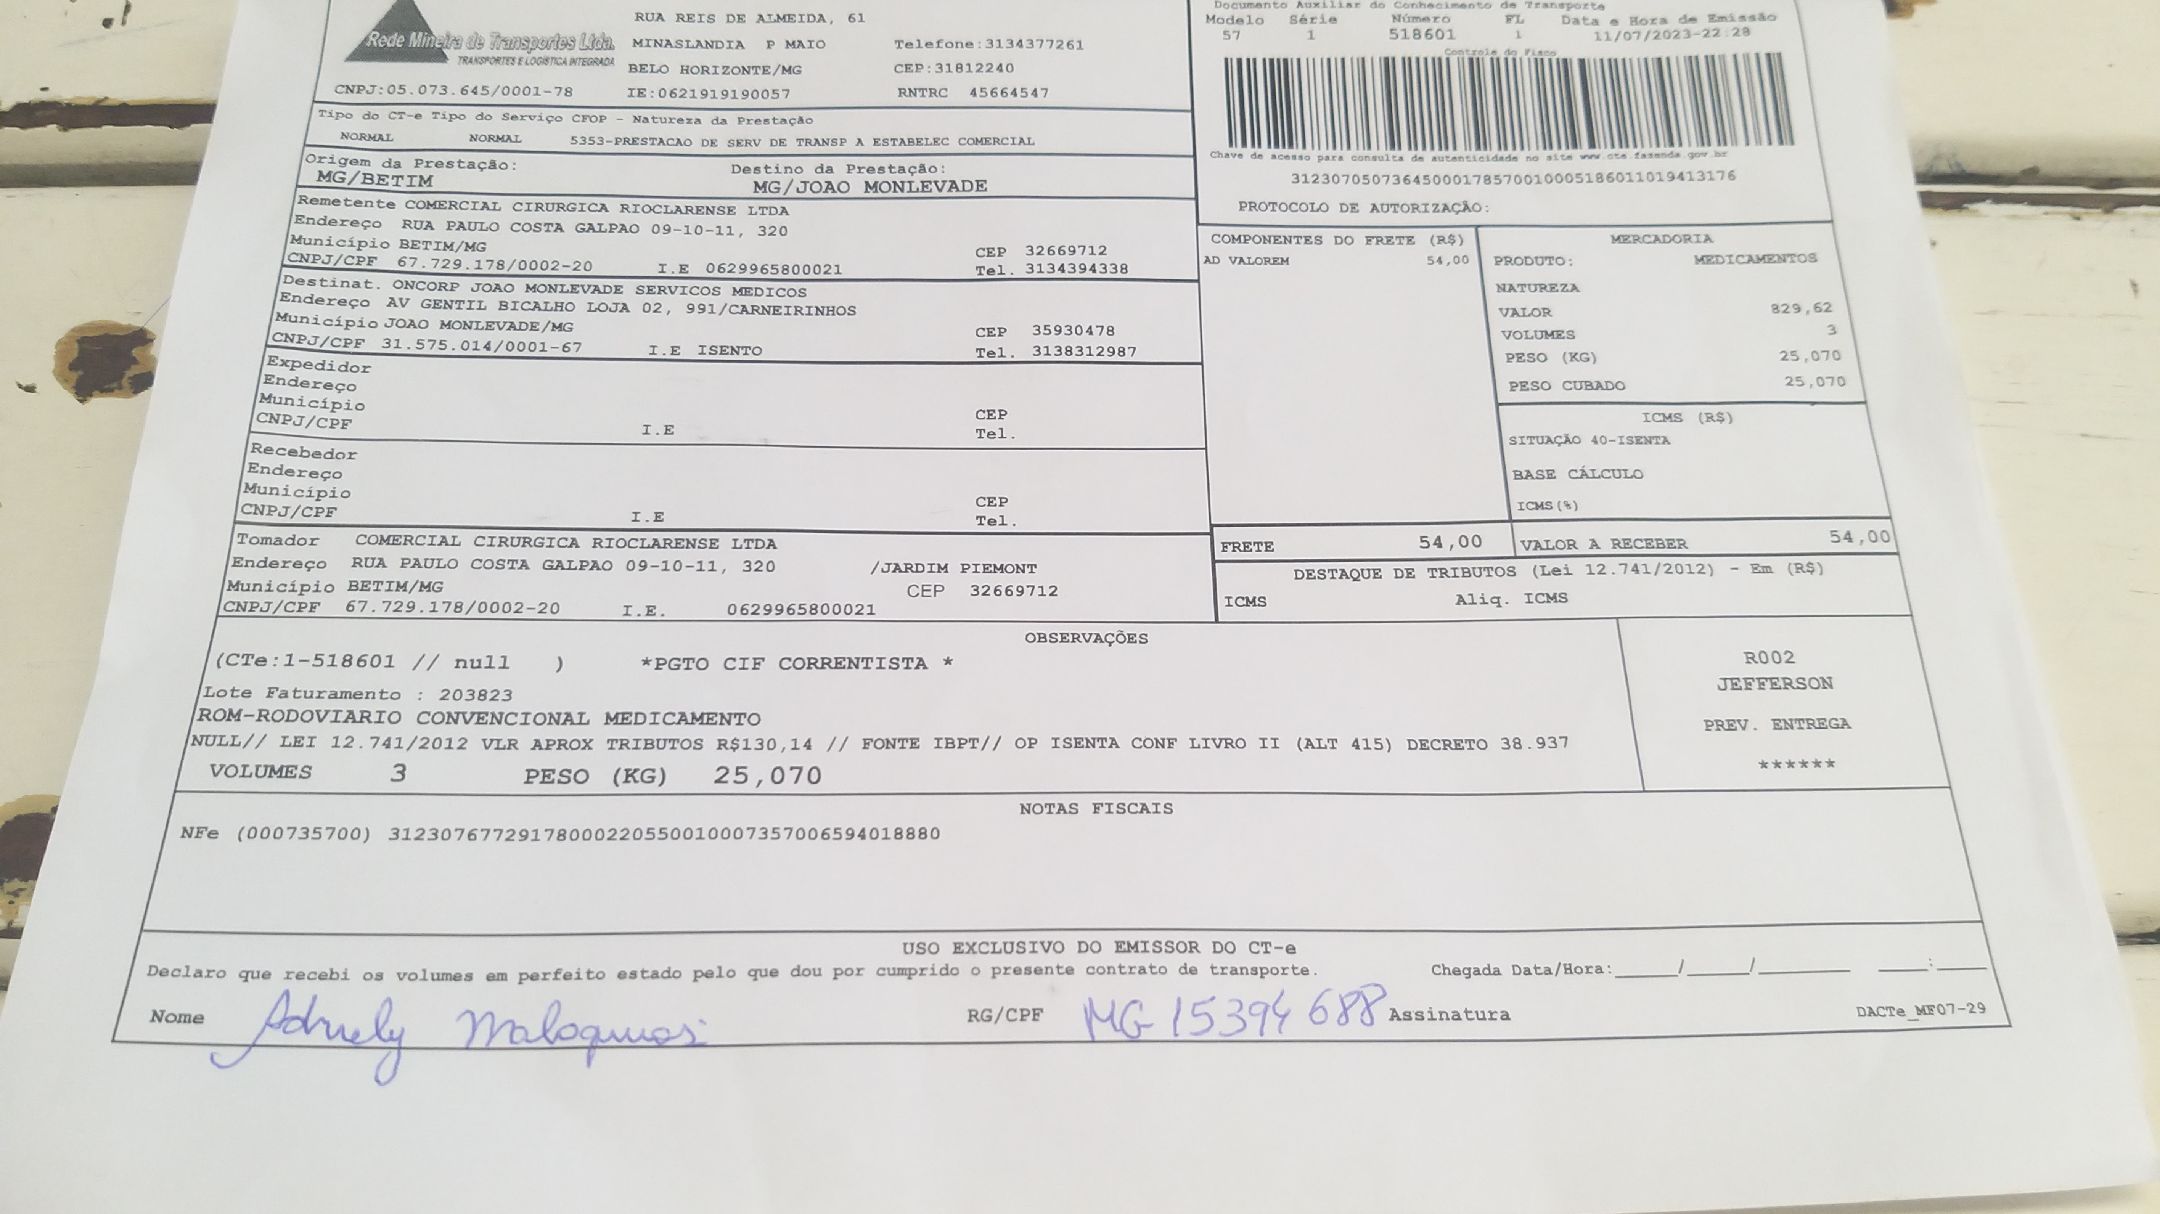 Rede Mineira de Transportes Ltda.
TRANSPORTES E LOGÍSTICA INTEGRADA
RUA REIS DE ALMEIDA, 61
MINASLANDIA P MAIO Telefone:3134377261
BELO HORIZONTE/MG CEP:31812240
CNPJ:05.073.645/0001-78 IE:0621919190057 RNTRC 45664547
Documento Auxiliar do Conhecimento de Transporte
Modelo Série Número FL Data e Hora de Emissão
57 1 518601 1 11/07/2023-22:28
Controle do Fisco
Chave de acesso para consulta de autenticidade no site www.cte.fazenda.gov.br
31230705073645000178570010005186011019413176
PROTOCOLO DE AUTORIZAÇÃO:
Tipo do CT-e Tipo do Serviço CFOP - Natureza da Prestação
NORMAL NORMAL 5353-PRESTACAO DE SERV DE TRANSP A ESTABELEC COMERCIAL
Origem da Prestação: Destino da Prestação:
MG/BETIM MG/JOAO MONLEVADE
Remetente COMERCIAL CIRURGICA RIOCLARENSE LTDA
Endereço RUA PAULO COSTA GALPAO 09-10-11, 320
Município BETIM/MG CEP 32669712
CNPJ/CPF 67.729.178/0002-20 I.E 0629965800021 Tel. 3134394338
Destinat. ONCORP JOAO MONLEVADE SERVICOS MEDICOS
Endereço AV GENTIL BICALHO LOJA 02, 991/CARNEIRINHOS
Município JOAO MONLEVADE/MG CEP 35930478
CNPJ/CPF 31.575.014/0001-67 I.E ISENTO Tel. 3138312987
Expedidor
Endereço
Município CEP
CNPJ/CPF I.E Tel.
Recebedor
Endereço
Município CEP
CNPJ/CPF I.E Tel.
Tomador COMERCIAL CIRURGICA RIOCLARENSE LTDA
Endereço RUA PAULO COSTA GALPAO 09-10-11, 320 /JARDIM PIEMONT
Município BETIM/MG CEP 32669712
CNPJ/CPF 67.729.178/0002-20 I.E. 0629965800021
COMPONENTES DO FRETE (R$)
AD VALOREM 54,00
MERCADORIA
PRODUTO: MEDICAMENTOS
NATUREZA
VALOR 829,62
VOLUMES 3
PESO (KG) 25,070
PESO CUBADO 25,070
ICMS (R$)
SITUAÇÃO 40-ISENTA
BASE CÁLCULO
ICMS(%)
FRETE 54,00 VALOR A RECEBER 54,00
DESTAQUE DE TRIBUTOS (Lei 12.741/2012) - Em (R$)
ICMS Aliq. ICMS
OBSERVAÇÕES
(CTe:1-518601 // null ) *PGTO CIF CORRENTISTA *
Lote Faturamento : 203823
ROM-RODOVIARIO CONVENCIONAL MEDICAMENTO
NULL// LEI 12.741/2012 VLR APROX TRIBUTOS R$130,14 // FONTE IBPT// OP ISENTA CONF LIVRO II (ALT 415) DECRETO 38.937
VOLUMES 3 PESO (KG) 25,070
R002
JEFFERSON
PREV. ENTREGA
******
NOTAS FISCAIS
NFe (000735700) 31230767729178000220550010007357006594018880
USO EXCLUSIVO DO EMISSOR DO CT-e
Declaro que recebi os volumes em perfeito estado pelo que dou por cumprido o presente contrato de transporte. Chegada Data/Hora:____/____/______ ___:___
Nome RG/CPF MG 15394688 Assinatura DACTe_MF07-29